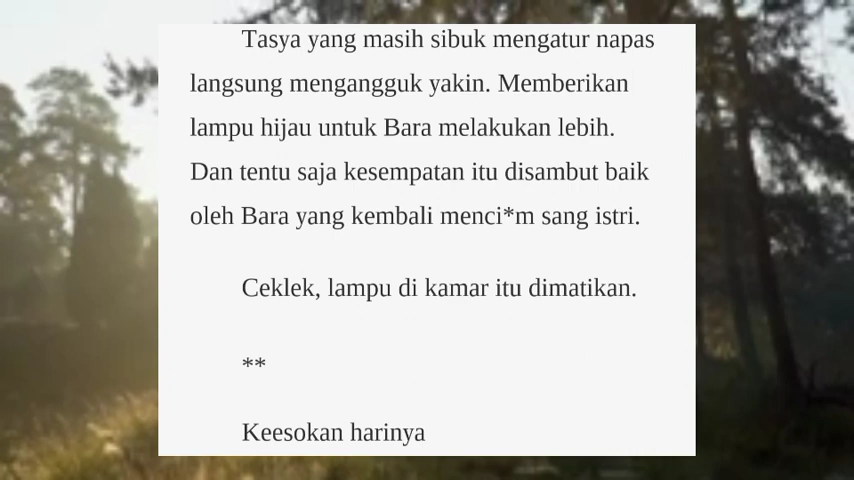 Tasya yang masih sibuk mengatur napas
langsung mengangguk yakin. Memberikan
lampu hijau untuk Bara melakukan lebih.
Dan tentu saja kesempatan itu disambut baik
oleh Bara yang kembali menci*m sang istri.
Ceklek, lampu di kamar itu dimatikan.
**
Keesokan harinya